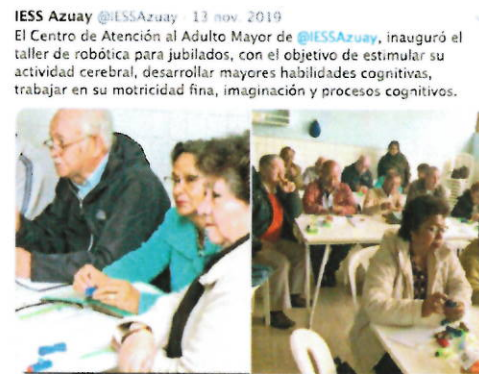 IESS Azuay @IESSAzuay · 13 nov. 2019
El Centro de Atención al Adulto Mayor de @IESSAzuay, inauguró el
taller de robótica para jubilados, con el objetivo de estimular su
actividad cerebral, desarrollar mayores habilidades cognitivas,
trabajar en su motricidad fina, imaginación y procesos cognitivos.